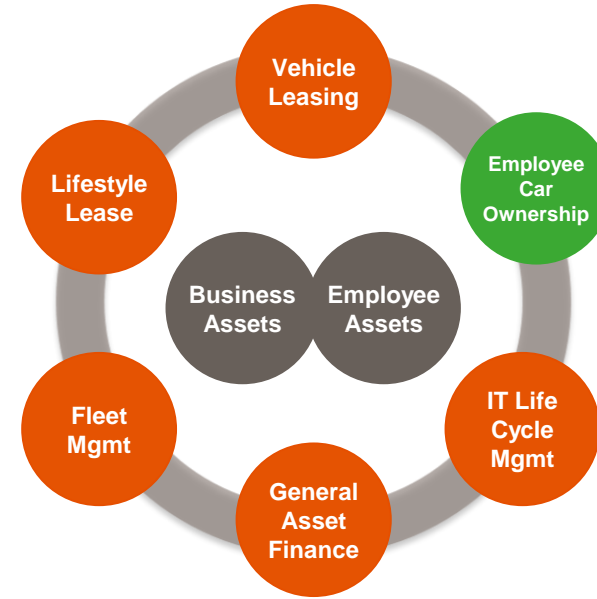 Vehicle
Leasing
Employee
Car
Ownership
Lifestyle
Lease
Business
Assets
Employee
Assets
Fleet
Mgmt
IT Life
Cycle
Mgmt
General
Asset
Finance